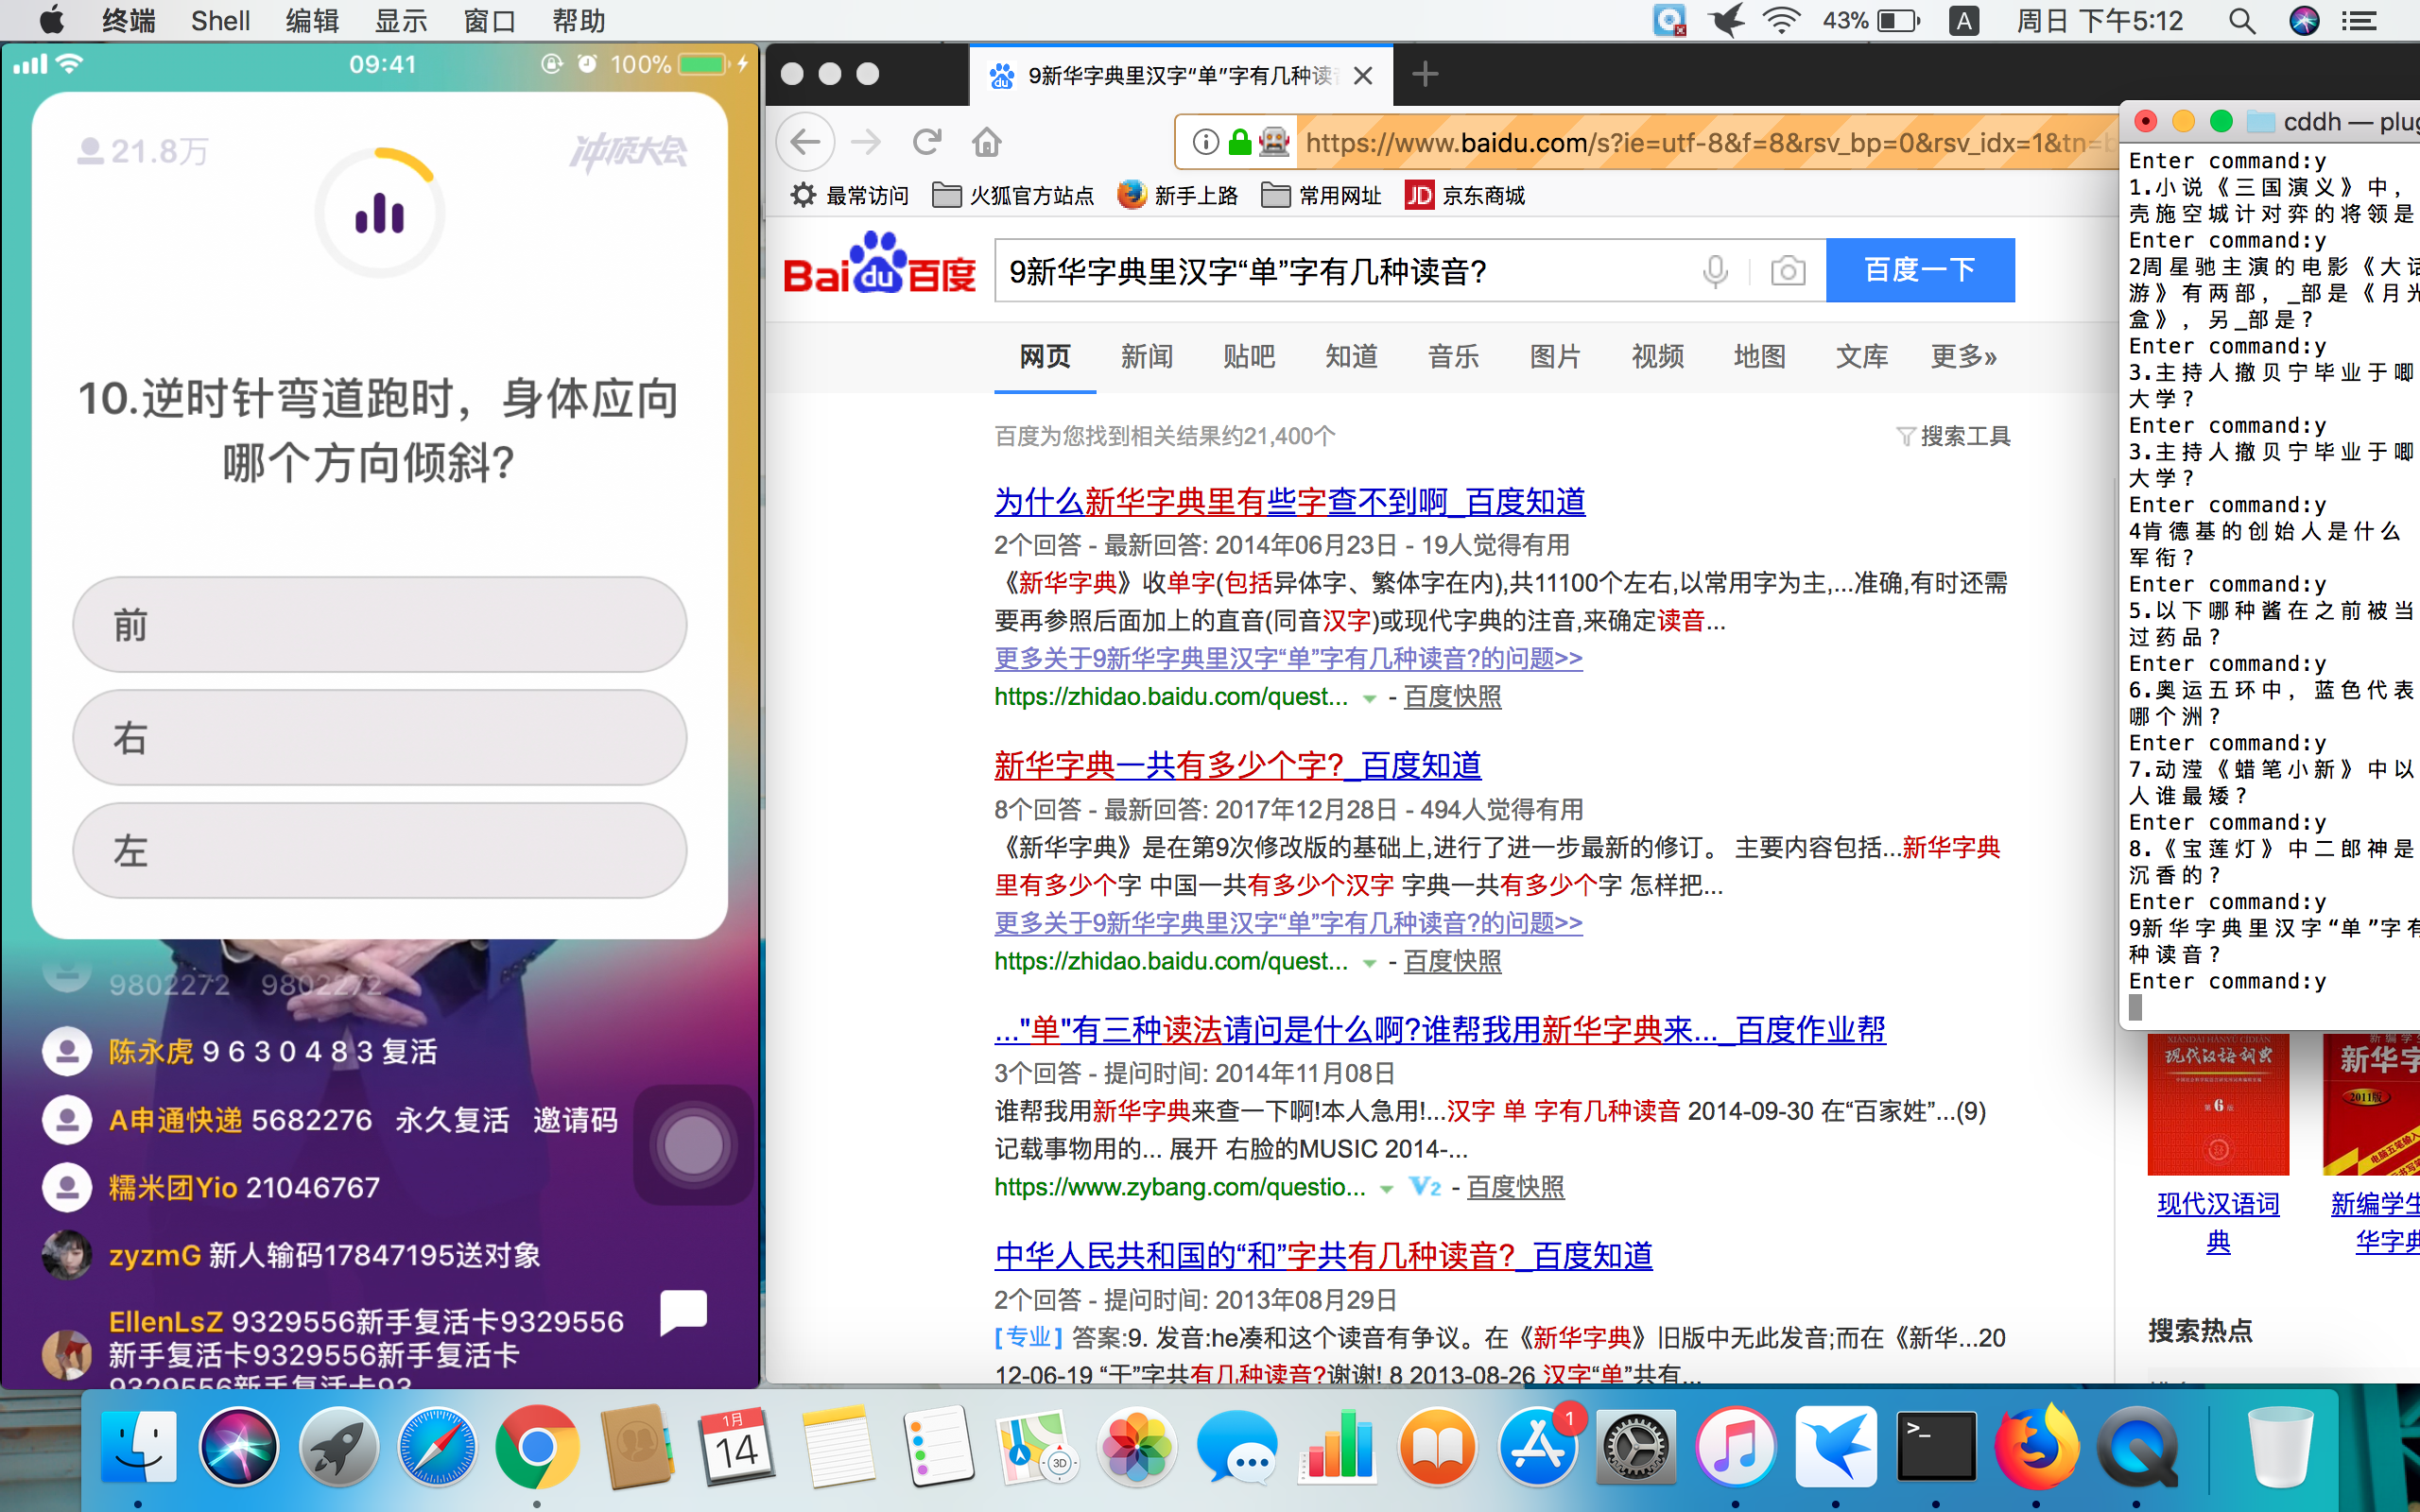 终端 Shell 编辑 显示 窗口 帮助
43% A 周日 下午5:12
09:41 100%
21.8万 冲顶大会
10.逆时针弯道跑时，身体应向
哪个方向倾斜?
前
右
左
9802272 9802272
陈永虎 9 6 3 0 4 8 3 复活
A申通快递 5682276 永久复活 邀请码
糯米团Yio 21046767
zyzmG 新人输码17847195送对象
EllenLsZ 9329556新手复活卡9329556
新手复活卡9329556新手复活卡
9329556新手复活卡93
9新华字典里汉字“单”字有几种读
https://www.baidu.com/s?ie=utf-8&f=8&rsv_bp=0&rsv_idx=1&tn=b
最常访问 火狐官方站点 新手上路 常用网址 JD 京东商城
Bai du 百度 9新华字典里汉字“单”字有几种读音? 百度一下
网页 新闻 贴吧 知道 音乐 图片 视频 地图 文库 更多»
百度为您找到相关结果约21,400个 搜索工具
为什么新华字典里有些字查不到啊_百度知道
2个回答 - 最新回答: 2014年06月23日 - 19人觉得有用
《新华字典》收单字(包括异体字、繁体字在内),共11100个左右,以常用字为主,...准确,有时还需
要再参照后面加上的直音(同音汉字)或现代字典的注音,来确定读音...
更多关于9新华字典里汉字“单”字有几种读音?的问题>>
https://zhidao.baidu.com/quest... - 百度快照
新华字典一共有多少个字?_百度知道
8个回答 - 最新回答: 2017年12月28日 - 494人觉得有用
《新华字典》是在第9次修改版的基础上,进行了进一步最新的修订。 主要内容包括...新华字典
里有多少个字 中国一共有多少个汉字 字典一共有多少个字 怎样把...
更多关于9新华字典里汉字“单”字有几种读音?的问题>>
https://zhidao.baidu.com/quest... - 百度快照
..."单"有三种读法请问是什么啊?谁帮我用新华字典来..._百度作业帮
3个回答 - 提问时间: 2014年11月08日
谁帮我用新华字典来查一下啊!本人急用!...汉字 单 字有几种读音 2014-09-30 在“百家姓”...(9)
记载事物用的... 展开 右脸的MUSIC 2014-...
https://www.zybang.com/questio... V2 - 百度快照
中华人民共和国的“和”字共有几种读音?_百度知道
2个回答 - 提问时间: 2013年08月29日
[专业] 答案:9. 发音:he凑和这个读音有争议。在《新华字典》旧版中无此发音;而在《新华...20
12-06-19 “干”字共有几种读音?谢谢! 8 2013-08-26 汉字“单”共有...
cddh — plug
Enter command:y
1.小说《三国演义》中，
亮施空城计对弈的将领是
Enter command:y
2周星驰主演的电影《大话
游》有两部，_部是《月光
盒》，另_部是?
Enter command:y
3.主持人撤贝宁毕业于唧
大学?
Enter command:y
3.主持人撤贝宁毕业于唧
大学?
Enter command:y
4肯德基的创始人是什么
军衔?
Enter command:y
5.以下哪种酱在之前被当
过药品?
Enter command:y
6.奥运五环中，蓝色代表
哪个洲?
Enter command:y
7.动滢《蜡笔小新》中以
人谁最矮?
Enter command:y
8.《宝莲灯》中二郎神是
沉香的?
Enter command:y
9新华字典里汉字“单”字有
种读音?
Enter command:y
XIANDAI HANYU CIDIAN
现代汉语词典
第6版
新编学生
新华字
2011版
现代汉语词
典
新编学生
华字典
搜索热点
1月
14
3D
1
>_